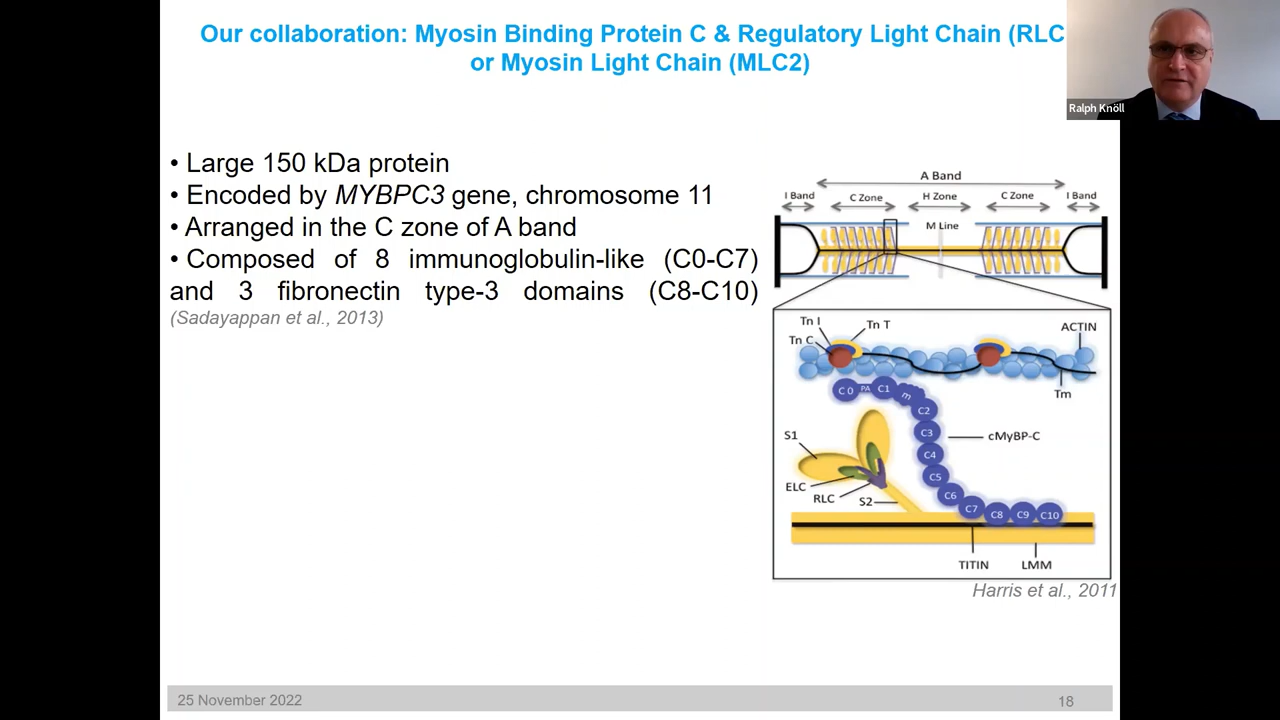 Our collaboration: Myosin Binding Protein C & Regulatory Light Chain (RLC
or Myosin Light Chain (MLC2)
Ralph Knöll
• Large 150 kDa protein
• Encoded by MYBPC3 gene, chromosome 11
• Arranged in the C zone of A band
• Composed of 8 immunoglobulin-like (C0-C7)
and 3 fibronectin type-3 domains (C8-C10)
(Sadayappan et al., 2013)
A Band
I Band
C Zone
H Zone
C Zone
I Band
M Line
Tn I
Tn T
ACTIN
Tn C
Tm
C 0
PA
C1
m
C2
C3
C4
C5
C6
C7
C8
C9
C10
cMyBP-C
S1
ELC
RLC
S2
TITIN
LMM
Harris et al., 2011
25 November 2022
18